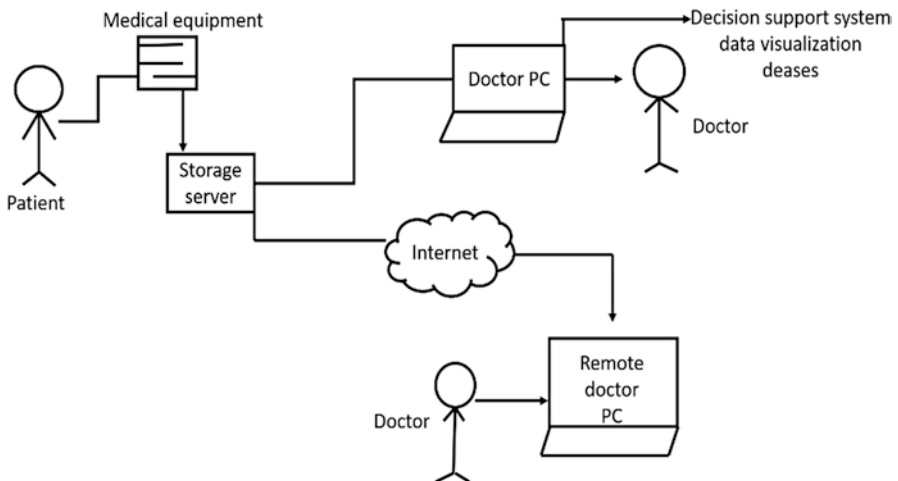 Medical equipment
Patient
Storage
server
Doctor PC
Decision support system
data visualization
deases
Doctor
Internet
Remote
doctor
PC
Doctor